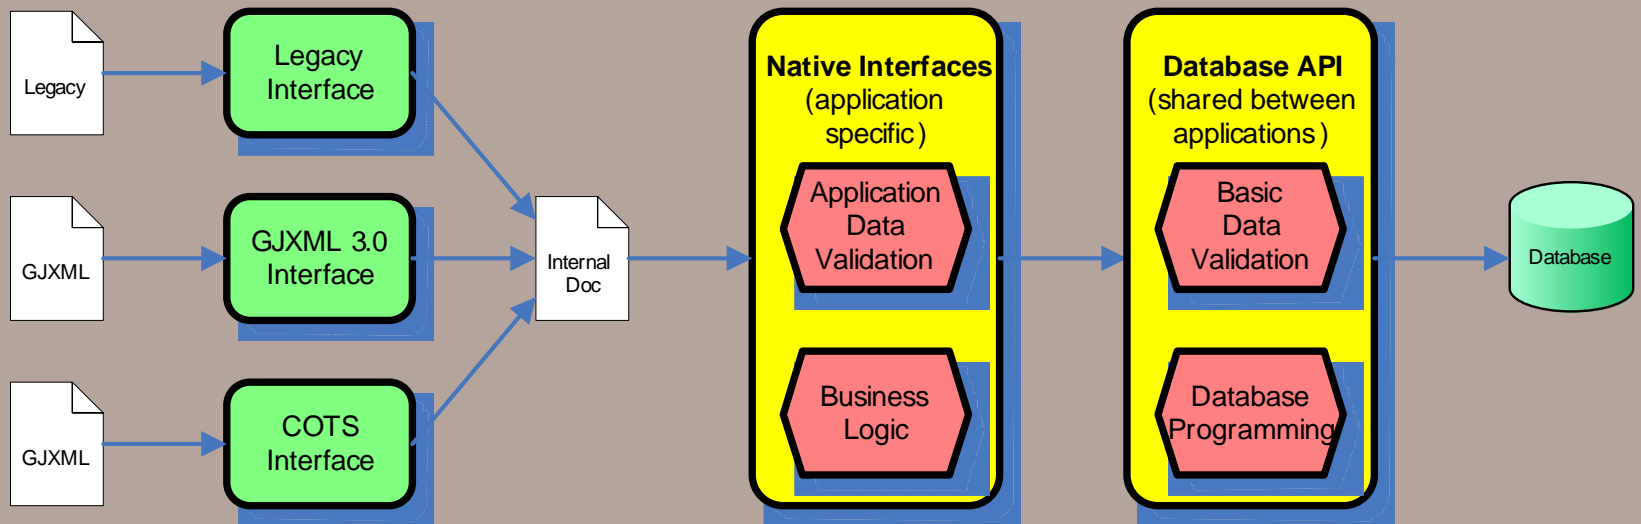 Legacy
Legacy
Interface
GJXML
GJXML 3.0
Interface
GJXML
COTS
Interface
Internal
Doc
Native Interfaces
(application
specific)
Application
Data
Validation
Business
Logic
Database API
(shared between
applications)
Basic
Data
Validation
Database
Programming
Database